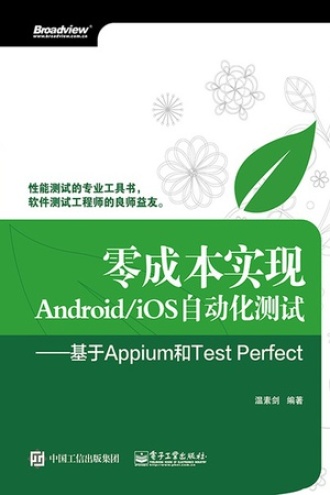 Broadview®
www.broadview.com.cn
性能测试的专业工具书，
软件测试工程师的良师益友。
零成本实现
Android/iOS自动化测试
——基于Appium和Test Perfect
温素剑 编著
中国工信出版集团
电子工业出版社